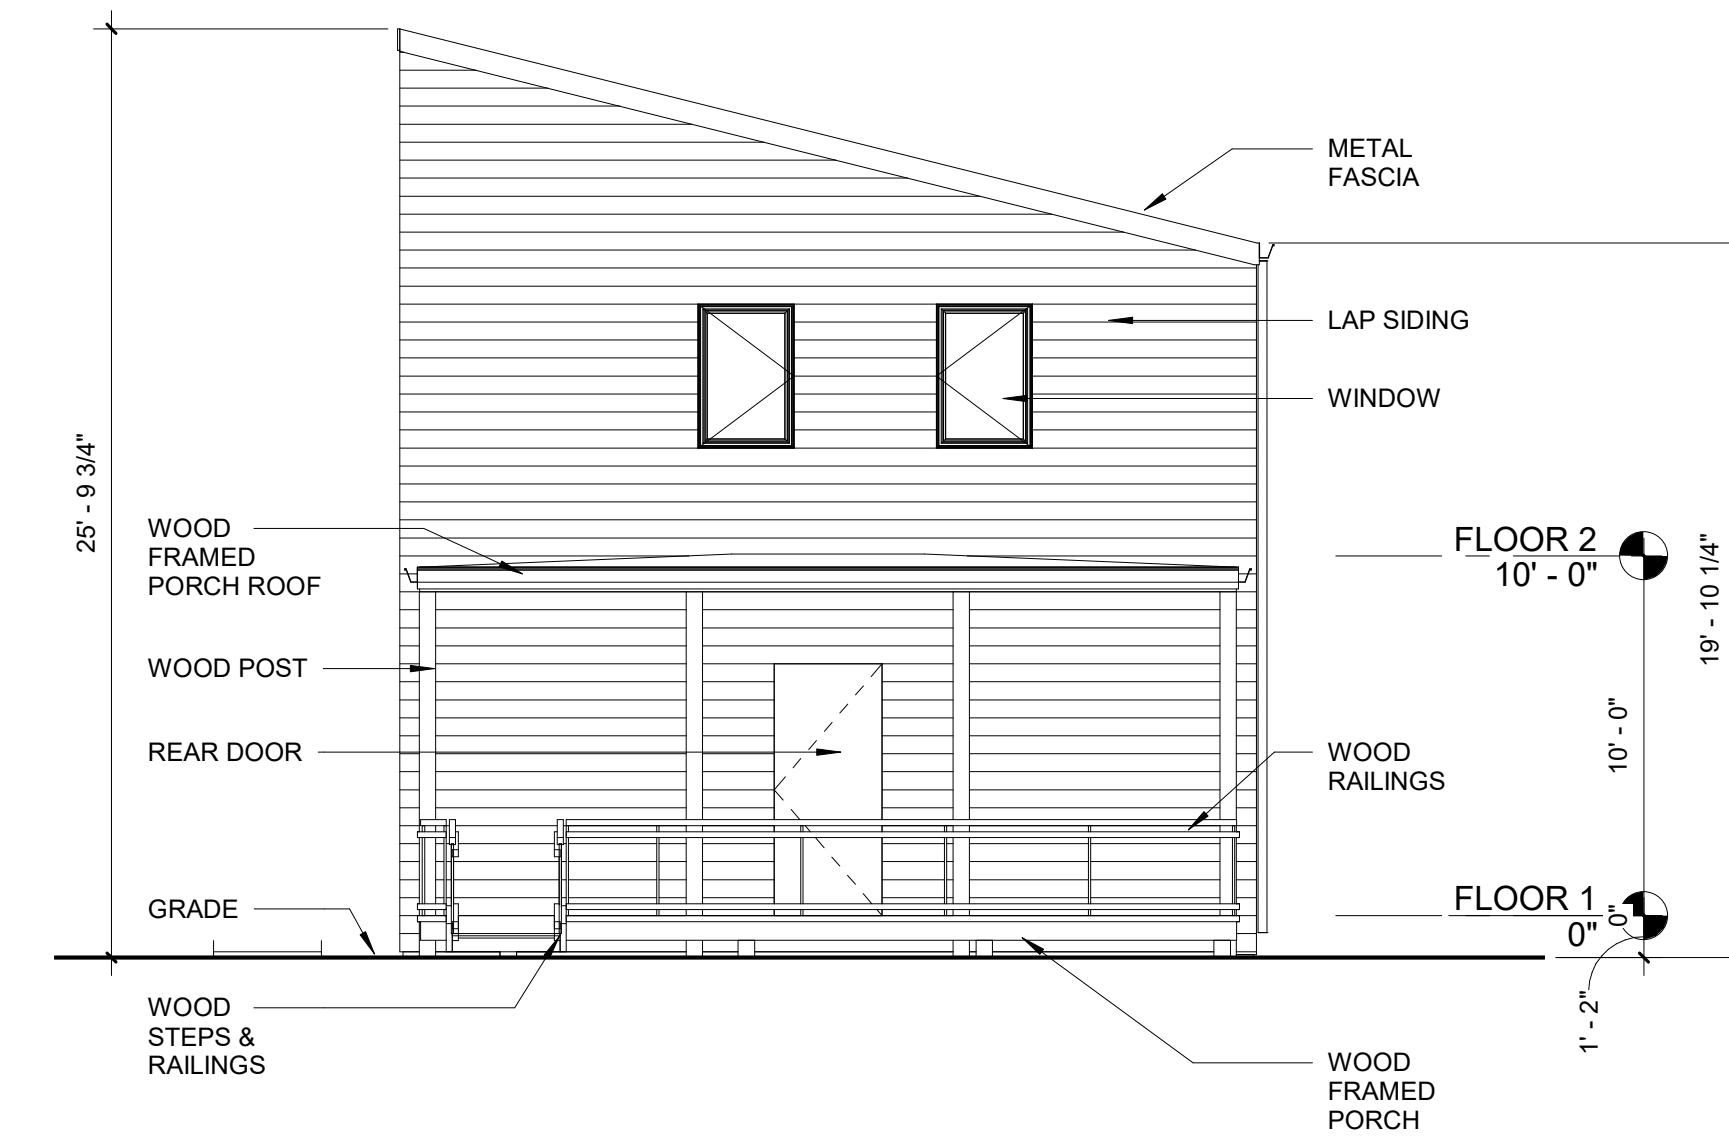 METAL
FASCIA
LAP SIDING
WINDOW
25' - 9 3/4"
WOOD
FRAMED
PORCH ROOF
FLOOR 2
10' - 0"
19' - 10 1/4"
WOOD POST
REAR DOOR
WOOD
RAILINGS
10' - 0"
GRADE
FLOOR 1
0"
0"
WOOD
STEPS &
RAILINGS
1' - 2"
WOOD
FRAMED
PORCH